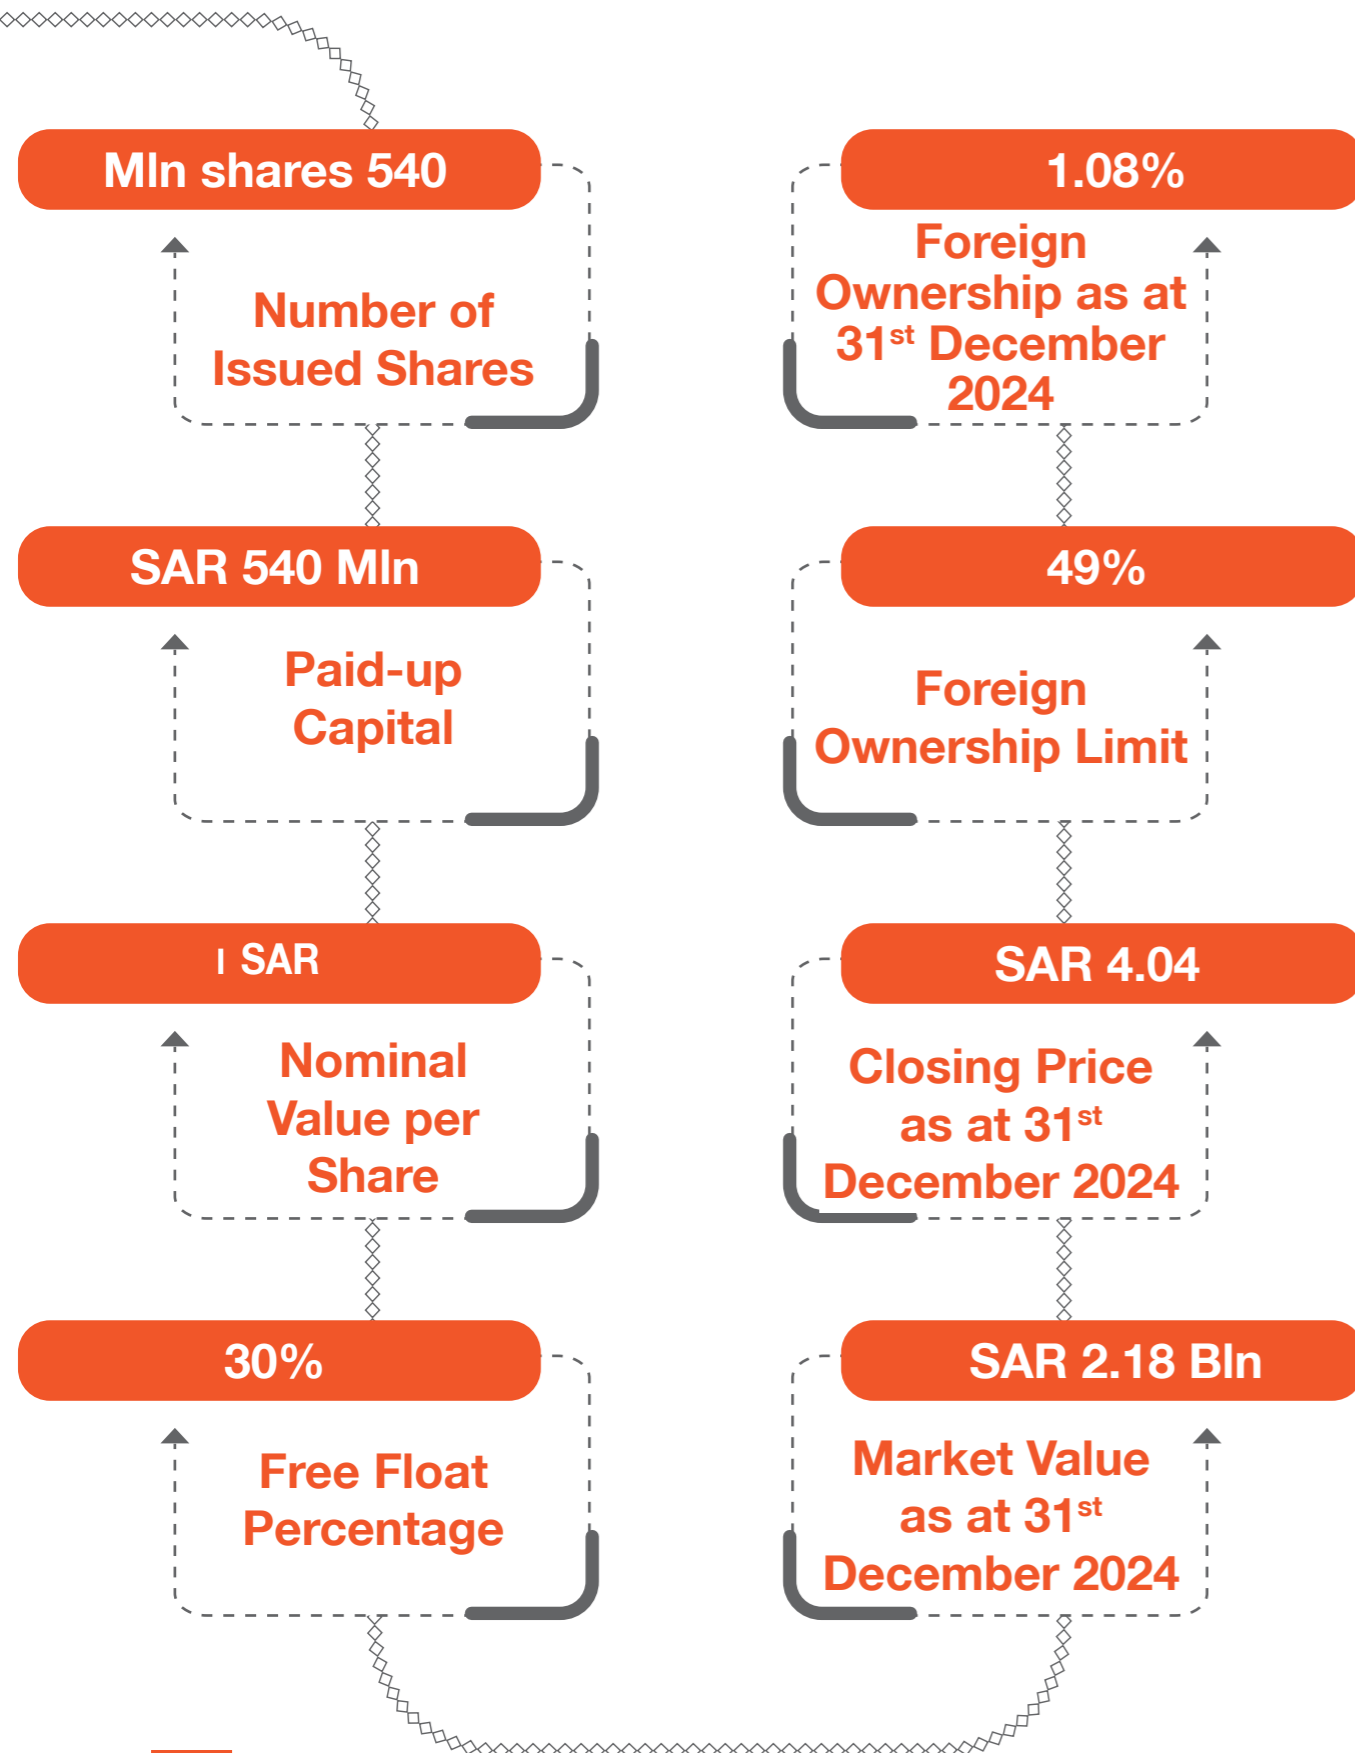 Mln shares 540
Number of
Issued Shares
SAR 540 Mln
Paid-up
Capital
I SAR
Nominal
Value per
Share
30%
Free Float
Percentage
1.08%
Foreign
Ownership as at
31st December
2024
49%
Foreign
Ownership Limit
SAR 4.04
Closing Price
as at 31st
December 2024
SAR 2.18 Bln
Market Value
as at 31st
December 2024